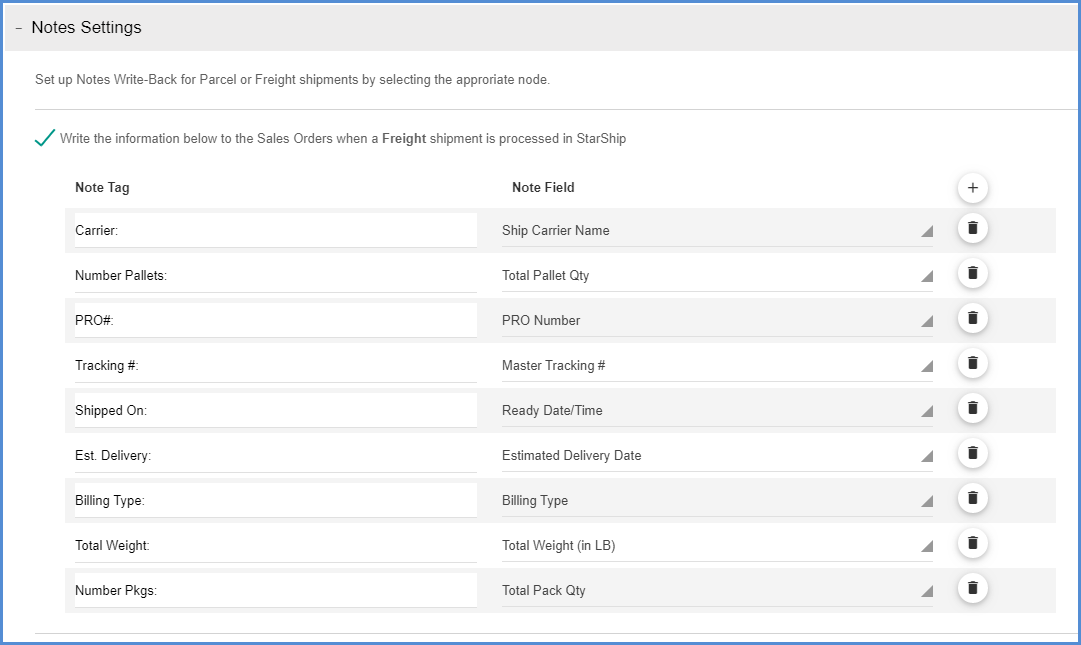 - Notes Settings
Set up Notes Write-Back for Parcel or Freight shipments by selecting the approriate node.
Write the information below to the Sales Orders when a Freight shipment is processed in StarShip
Note Tag Note Field +
Carrier: Ship Carrier Name
Number Pallets: Total Pallet Qty
PRO#: PRO Number
Tracking #: Master Tracking #
Shipped On: Ready Date/Time
Est. Delivery: Estimated Delivery Date
Billing Type: Billing Type
Total Weight: Total Weight (in LB)
Number Pkgs: Total Pack Qty